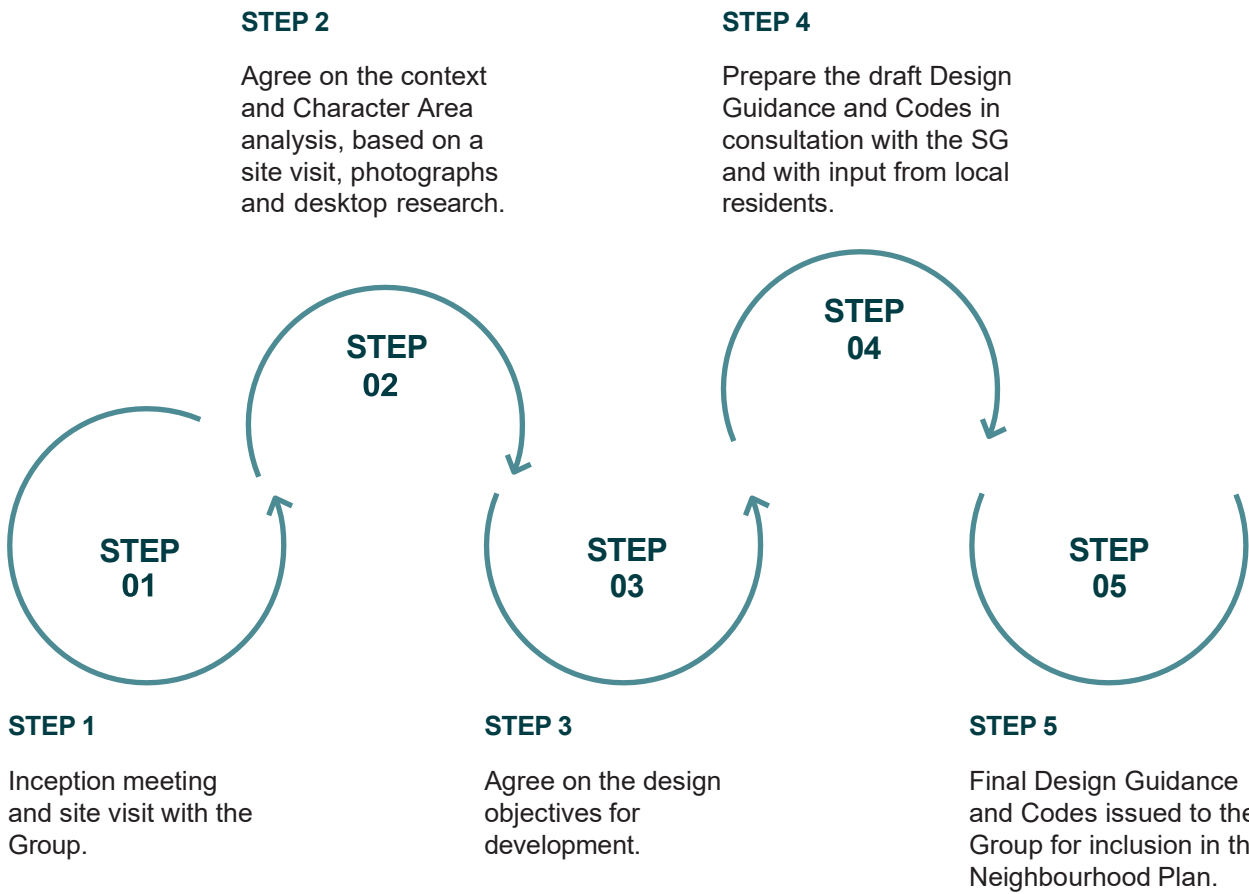 STEP 2
Agree on the context
and Character Area
analysis, based on a
site visit, photographs
and desktop research.
STEP 4
Prepare the draft Design
Guidance and Codes in
consultation with the SG
and with input from local
residents.
STEP
01
STEP
02
STEP
03
STEP
04
STEP
05
STEP 1
Inception meeting
and site visit with the
Group.
STEP 3
Agree on the design
objectives for
development.
STEP 5
Final Design Guidance
and Codes issued to the
Group for inclusion in th
Neighbourhood Plan.